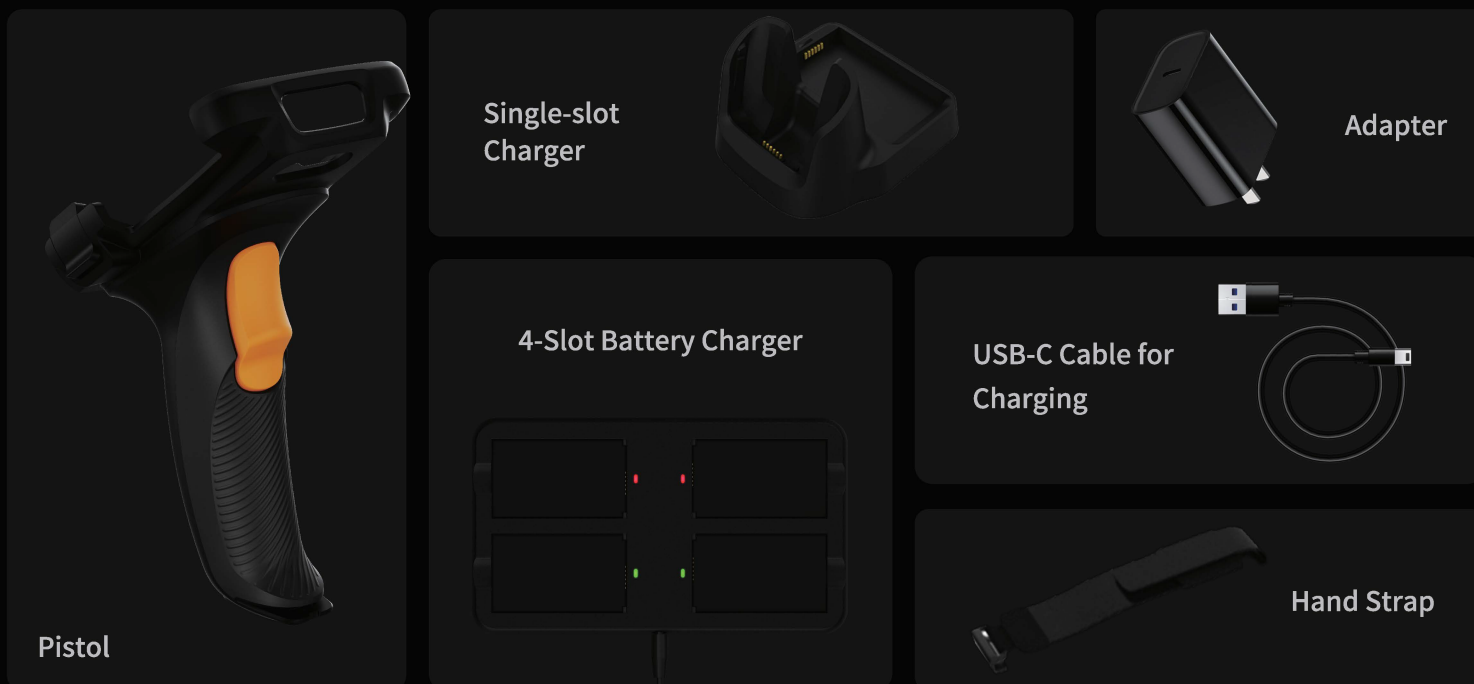 Single-slot
Charger
Adapter
4-Slot Battery Charger
USB-C Cable for
Charging
Hand Strap
Pistol